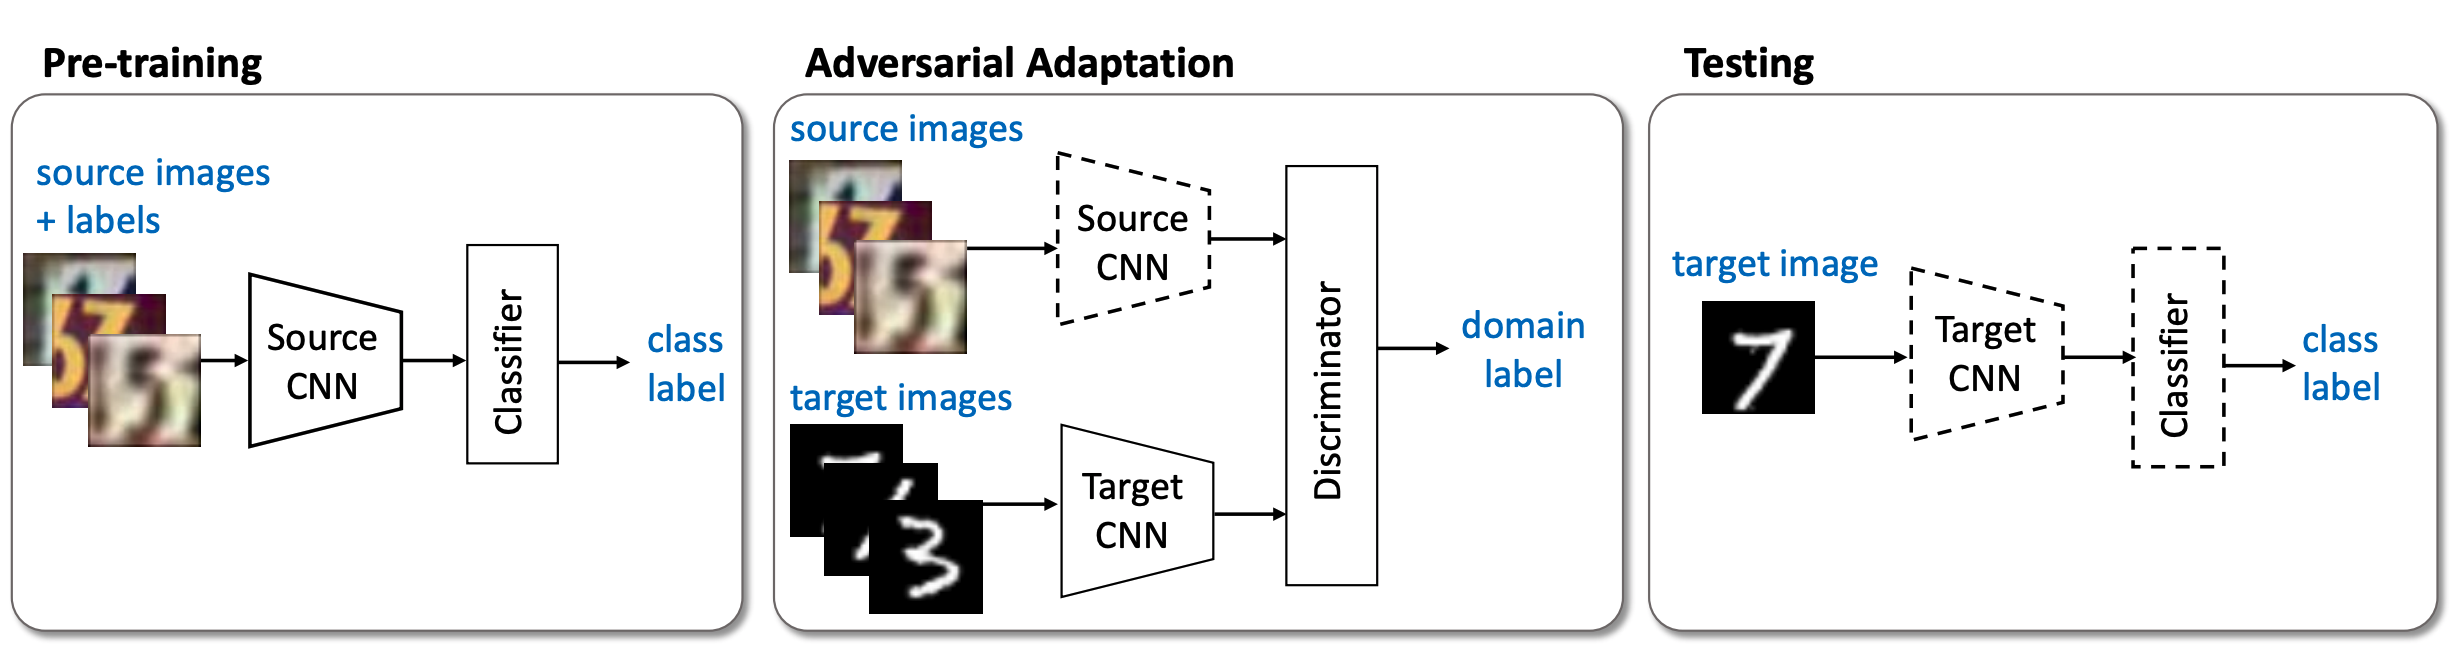 Pre-training
source images
+ labels
Source
CNN
Classifier
class
label
Adversarial Adaptation
source images
Source
CNN
target images
Target
CNN
Discriminator
domain
label
Testing
target image
Target
CNN
Classifier
class
label